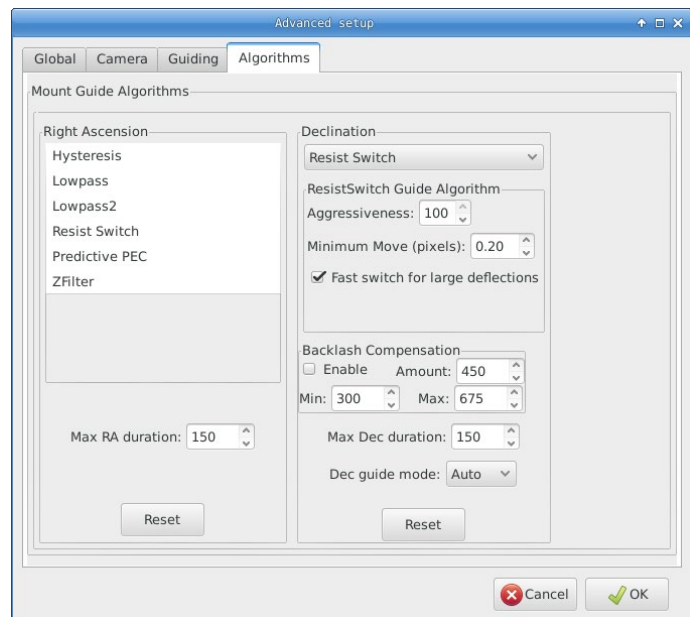 Advanced setup
Global Camera Guiding Algorithms
Mount Guide Algorithms
Right Ascension
Hysteresis
Lowpass
Lowpass2
Resist Switch
Predictive PEC
ZFilter
Max RA duration: 150
Reset
Declination
Resist Switch
ResistSwitch Guide Algorithm
Aggressiveness: 100
Minimum Move (pixels): 0.20
Fast switch for large deflections
Backlash Compensation
Enable Amount: 450
Min: 300 Max: 675
Max Dec duration: 150
Dec guide mode: Auto
Reset
Cancel OK